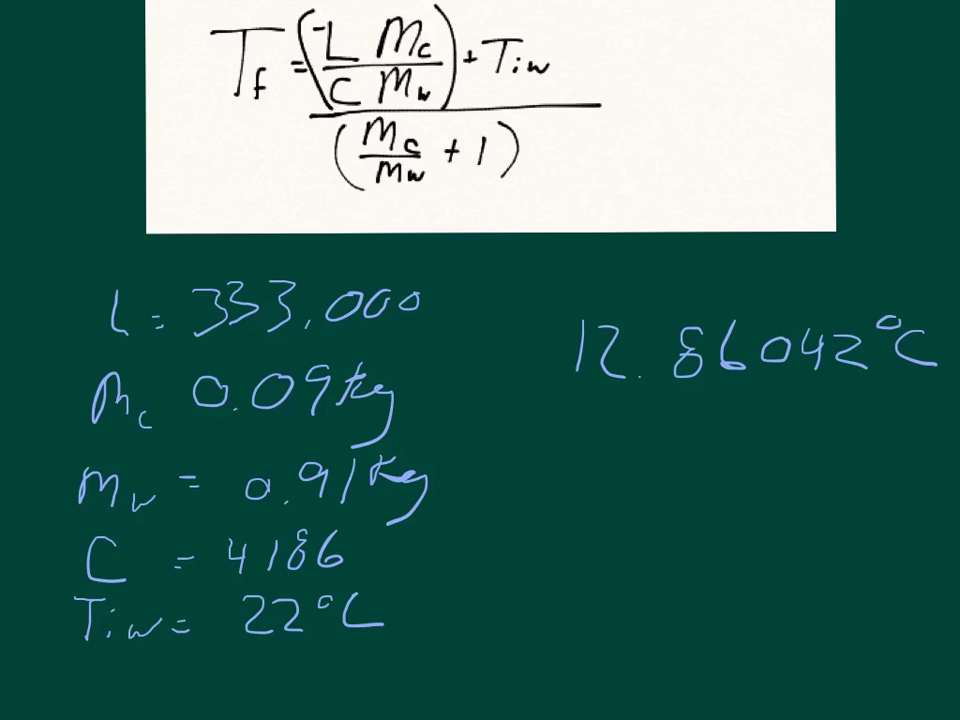 T_f = ((-L M_c)/(C M_w)) + T_iw
(M_c/M_w + 1)
L = 333,000
M_c 0.09kg
M_w = 0.91kg
C = 4186
T_iw = 22°C
12.86042°C